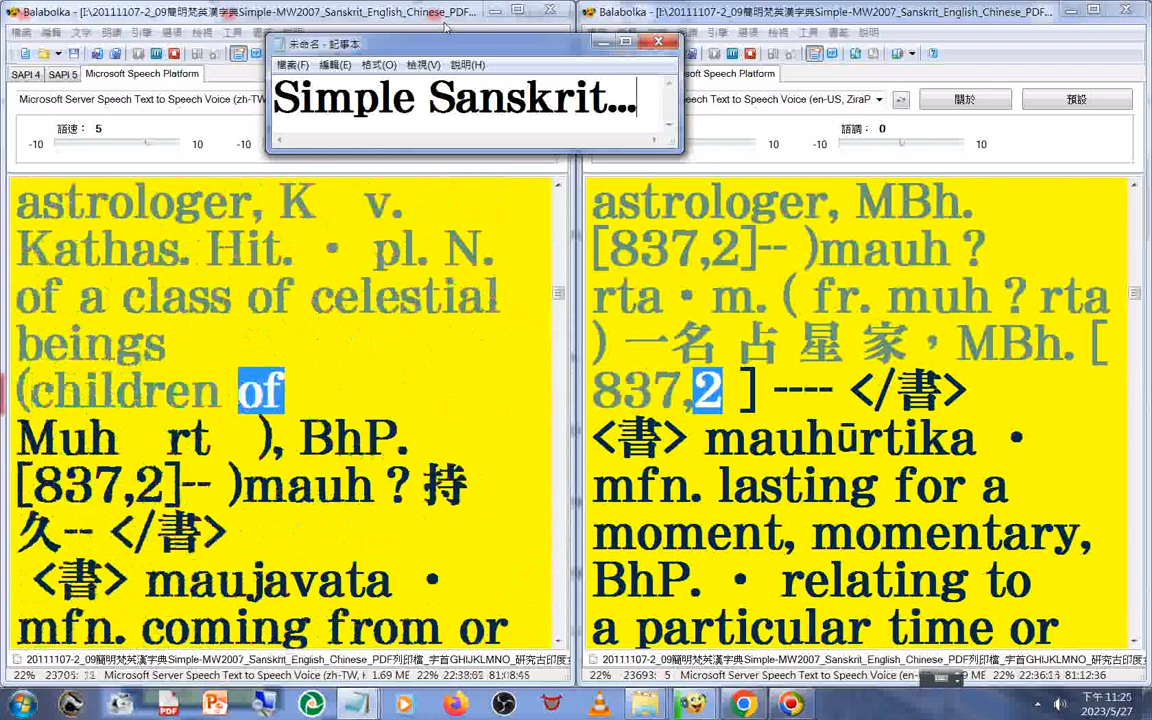 Balabolka - [I:\20111107-2_09簡明梵英漢字典Simple-MW2007_Sanskrit_English_Chinese_PDF...
Balabolka - [I:\20111107-2_09簡明梵英漢字典Simple-MW2007_Sanskrit_English_Chinese_PDF...
未命名 - 記事本
檔案(F) 編輯(E) 格式(O) 檢視(V) 說明(H)
Simple Sanskrit...
SAPI 4 SAPI 5 Microsoft Speech Platform
Speech Platform
Microsoft Server Speech Text to Speech Voice (zh-TW
ech Text to Speech Voice (en-US, ZiraP
關於
預設
語速： 5
語調： 0
-10 10 -10
10 -10 10
astrologer, K v.
Kathas. Hit. • pl. N.
of a class of celestial
beings
(children of
Muh rt ), BhP.
[837,2]-- )mauh？持
久-- </書>
<書> maujavata •
mfn. coming from or
astrologer, MBh.
[837,2]-- )mauh？
rta • m. ( fr. muh？rta
) 一名 占 星 家，MBh. [
837,2 ] ---- </書>
<書> mauhūrtika •
mfn. lasting for a
moment, momentary,
BhP. • relating to
a particular time or
20111107-2_09簡明梵英漢字典Simple-MW2007_Sanskrit_English_Chinese_PDF列印檔_字首GHIJKLMNO_研究古印度
20111107-2_09簡明梵英漢字典Simple-MW2007_Sanskrit_English_Chinese_PDF列印檔_字首GHIJKLMNO_研究古印度
22% Microsoft Server Speech Text to Speech Voice (zh-TW, 1.69 ME 22%
22% 23693: 5 Microsoft Server Speech Text to Speech Voice 22% 81:12:36
下午 11:25
2023/5/27